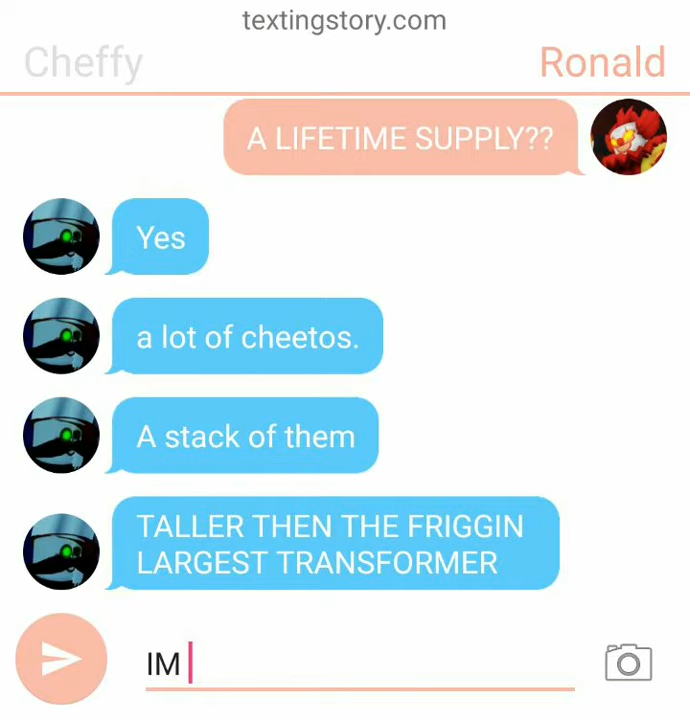 textingstory.com
Cheffy
Ronald
A LIFETIME SUPPLY??
Yes
a lot of cheetos.
A stack of them
TALLER THEN THE FRIGGIN
LARGEST TRANSFORMER
IM